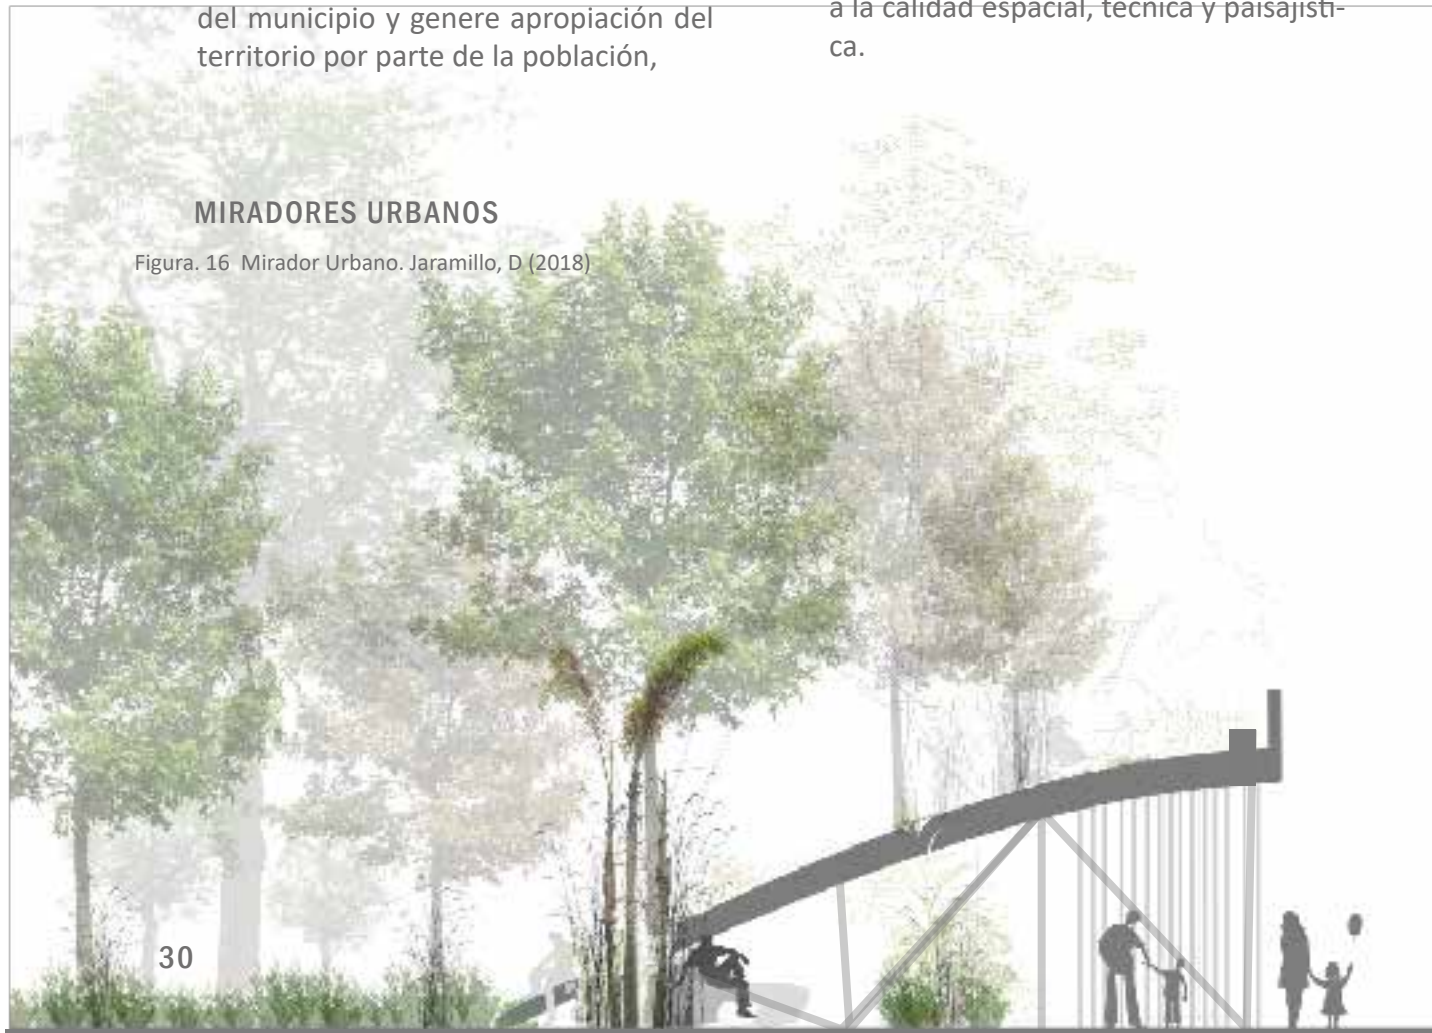 del municipio y genere apropiación del
territorio por parte de la población,
a la calidad espacial, técnica y paisajísti-
ca.
MIRADORES URBANOS
Figura. 16 Mirador Urbano. Jaramillo, D (2018)
30